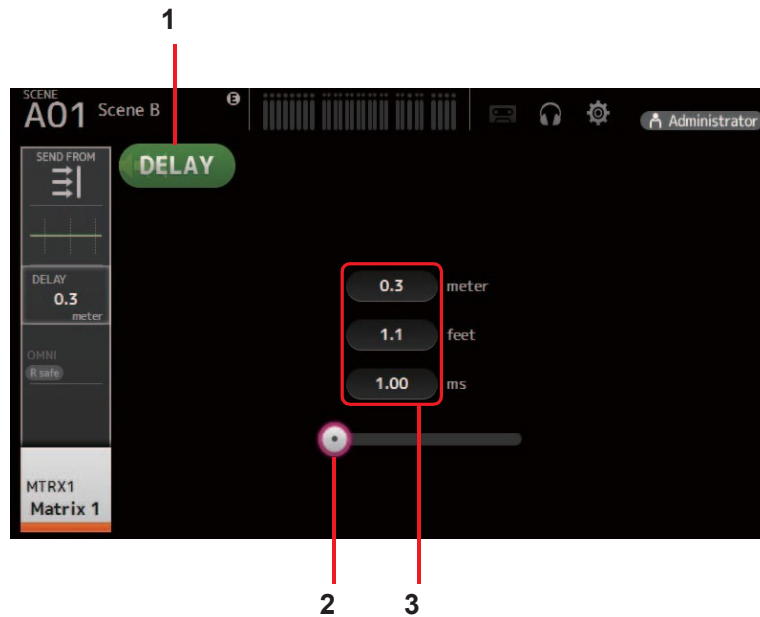 1
SCENE
A01 Scene B
E
Administrator
SEND FROM
DELAY
DELAY
0.3
meter
OMNI
R safe
0.3 meter
1.1 feet
1.00 ms
MTRX1
Matrix 1
2 3